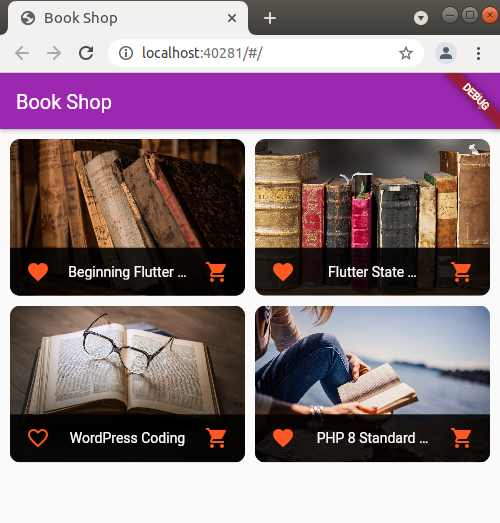 Book Shop
localhost:40281/#/
Book Shop
DEBUG
Beginning Flutter ...
Flutter State ...
WordPress Coding
PHP 8 Standard ...